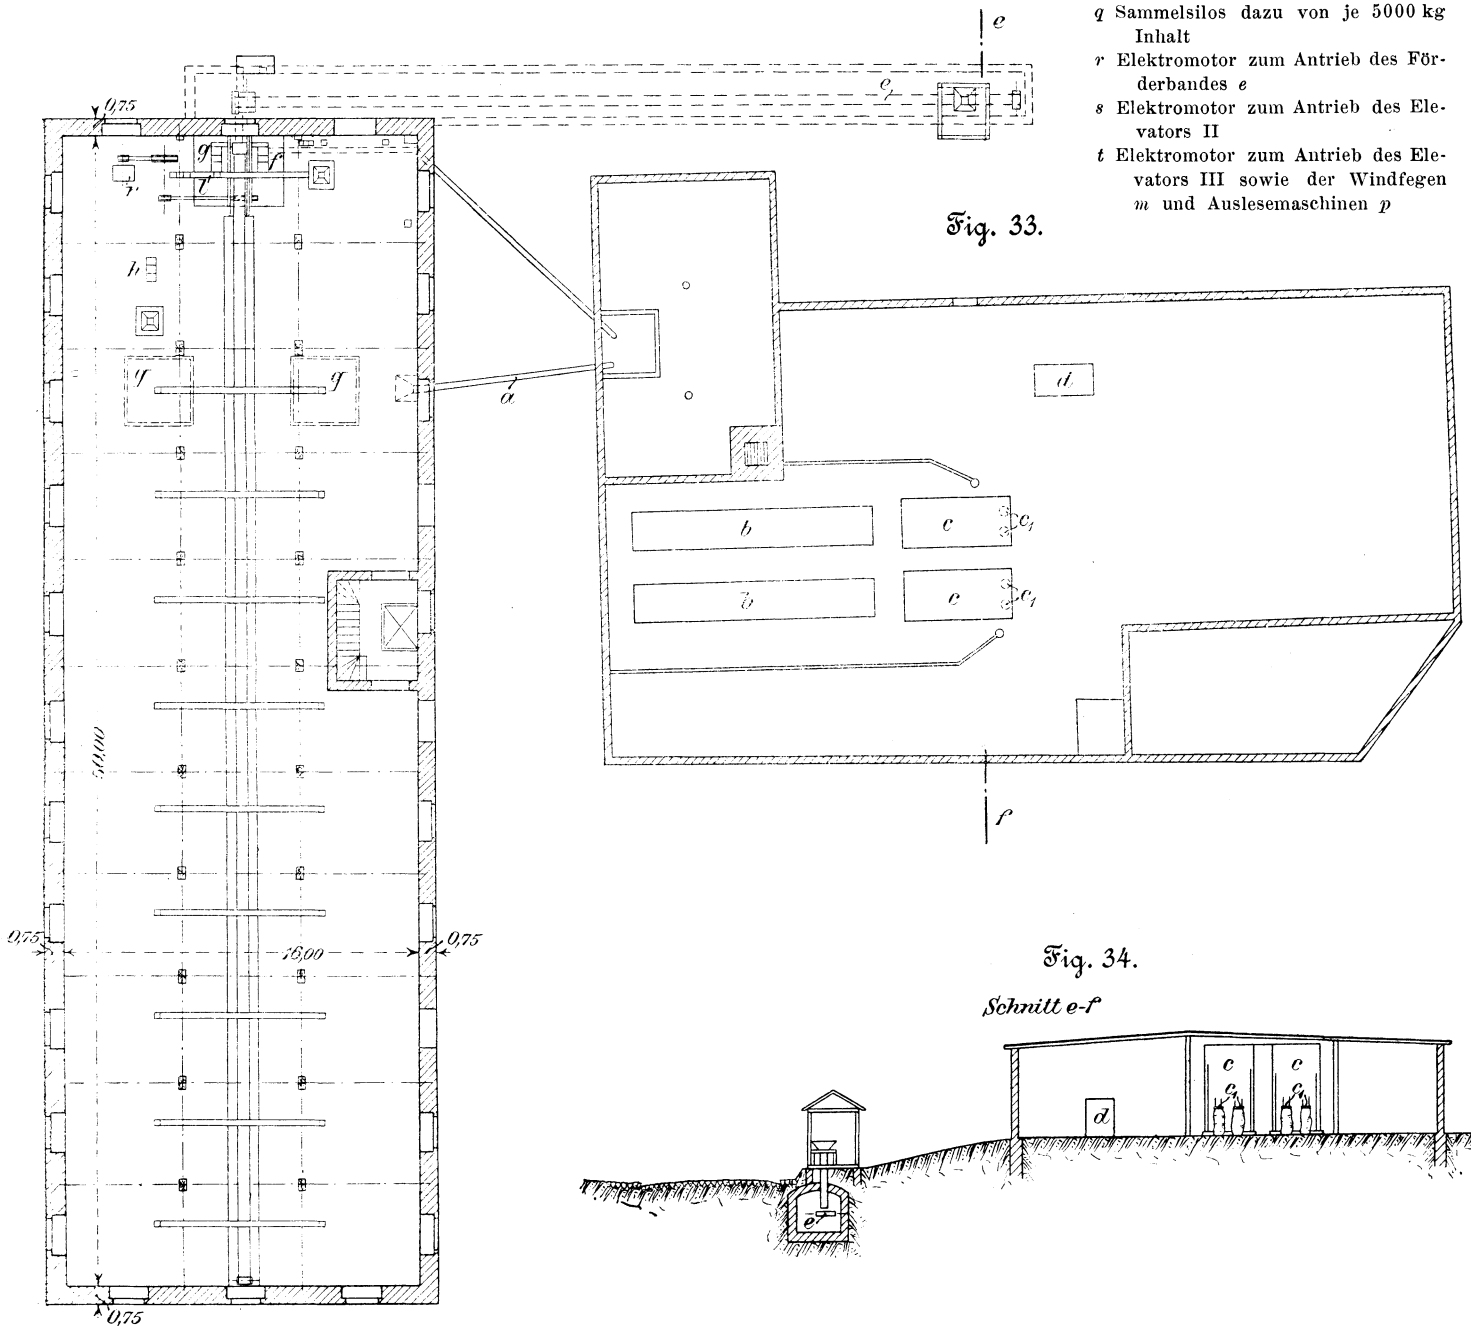 q Sammelsilos dazu von je 5000 kg
Inhalt
r Elektromotor zum Antrieb des För-
derbandes e
s Elektromotor zum Antrieb des Ele-
vators II
t Elektromotor zum Antrieb des Ele-
vators III sowie der Windfegen
m und Auslesemaschinen p
e
e
0,75
g
f
l
r
h
q
q
a
Fig. 33.
d
b
c
c₁
b
c
c₁
50,00
f
0,75
16,00
0,75
Fig. 34.
Schnitt e-f
c
c
c₁
c₁
d
e
0,75